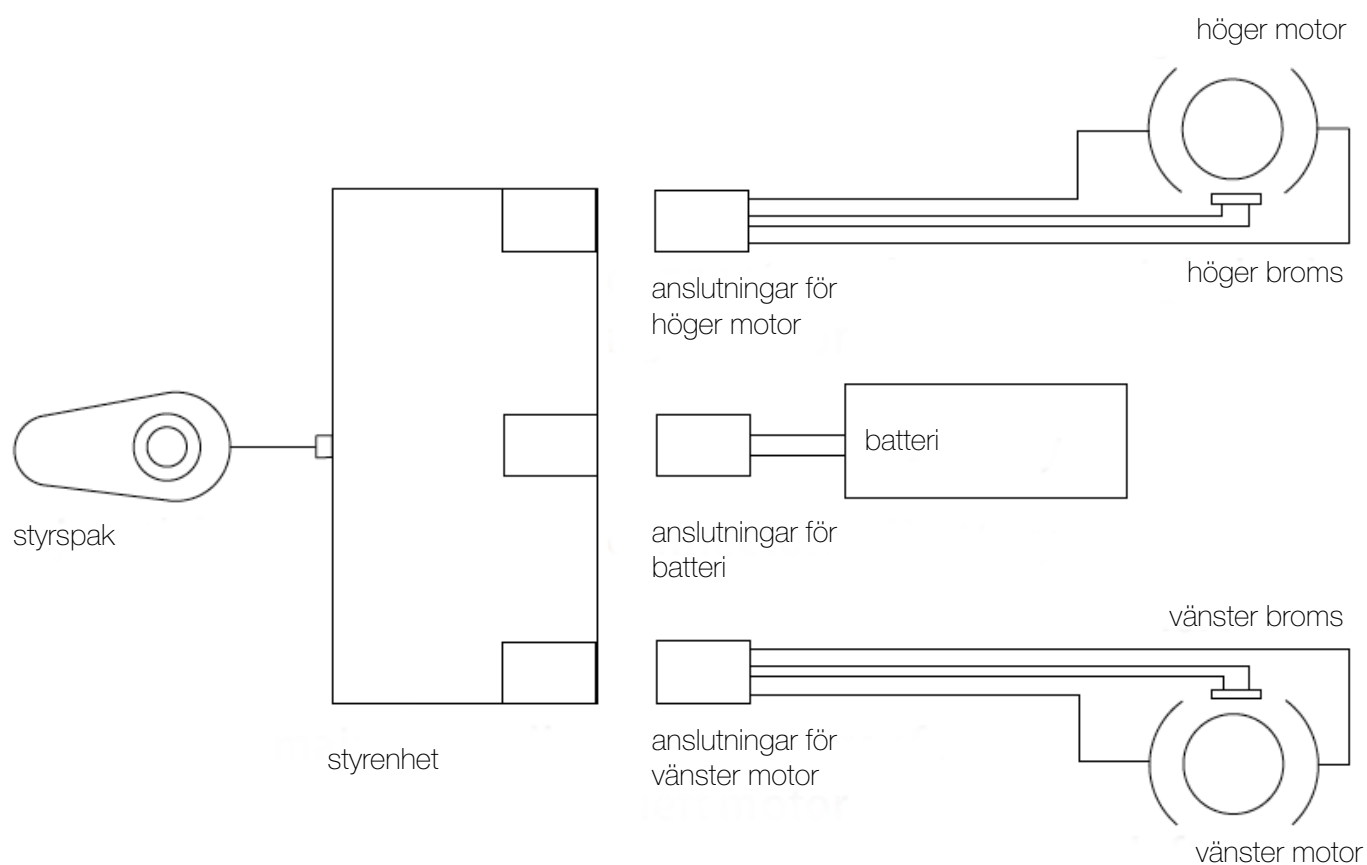 höger motor
höger broms
anslutningar för
höger motor
batteri
styrspak
anslutningar för
batteri
vänster broms
styrenhet
anslutningar för
vänster motor
vänster motor